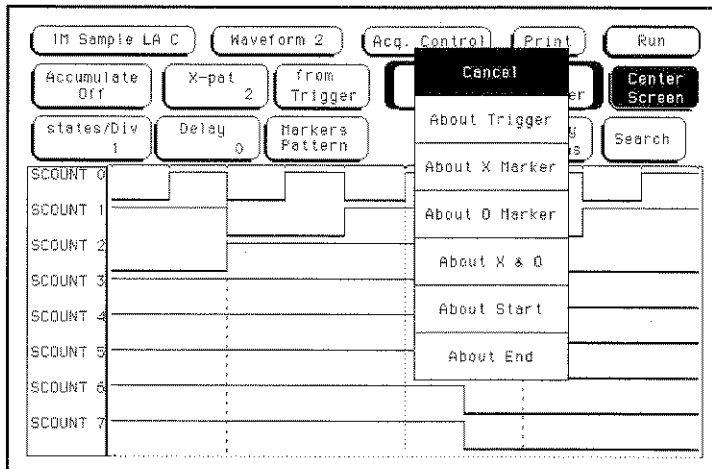 1M Sample LA C
Waveform 2
Acq. Control
Print
Run
Accumulate
Off
X-pat
2
from
Trigger
er
Center
Screen
states/Div
1
Delay
0
Markers
Pattern
y
s
Search
Cancel
About Trigger
About X Marker
About O Marker
About X & O
About Start
About End
SCOUNT 0
SCOUNT 1
SCOUNT 2
SCOUNT 3
SCOUNT 4
SCOUNT 5
SCOUNT 6
SCOUNT 7